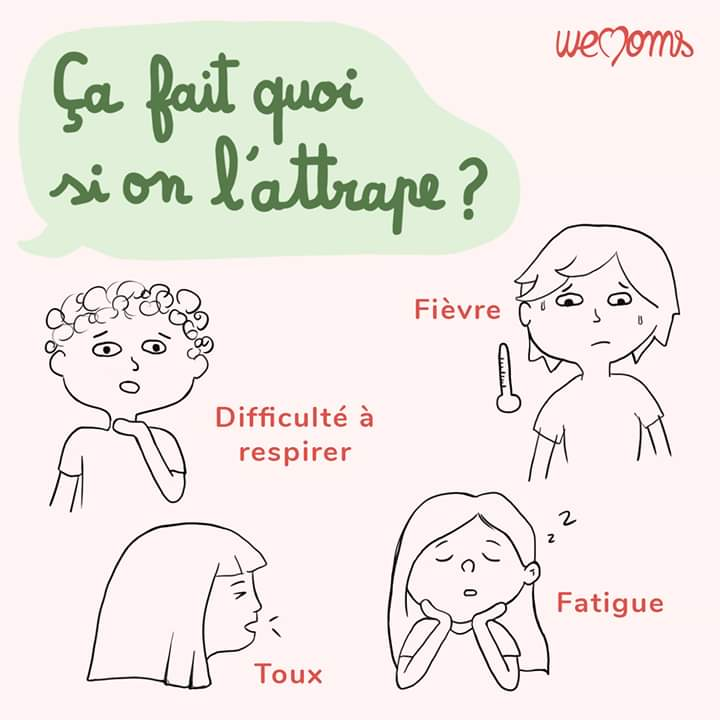 weMoms
Ça fait quoi
si on l'attrape ?
Fièvre
Difficulté à
respirer
z z
Fatigue
Toux